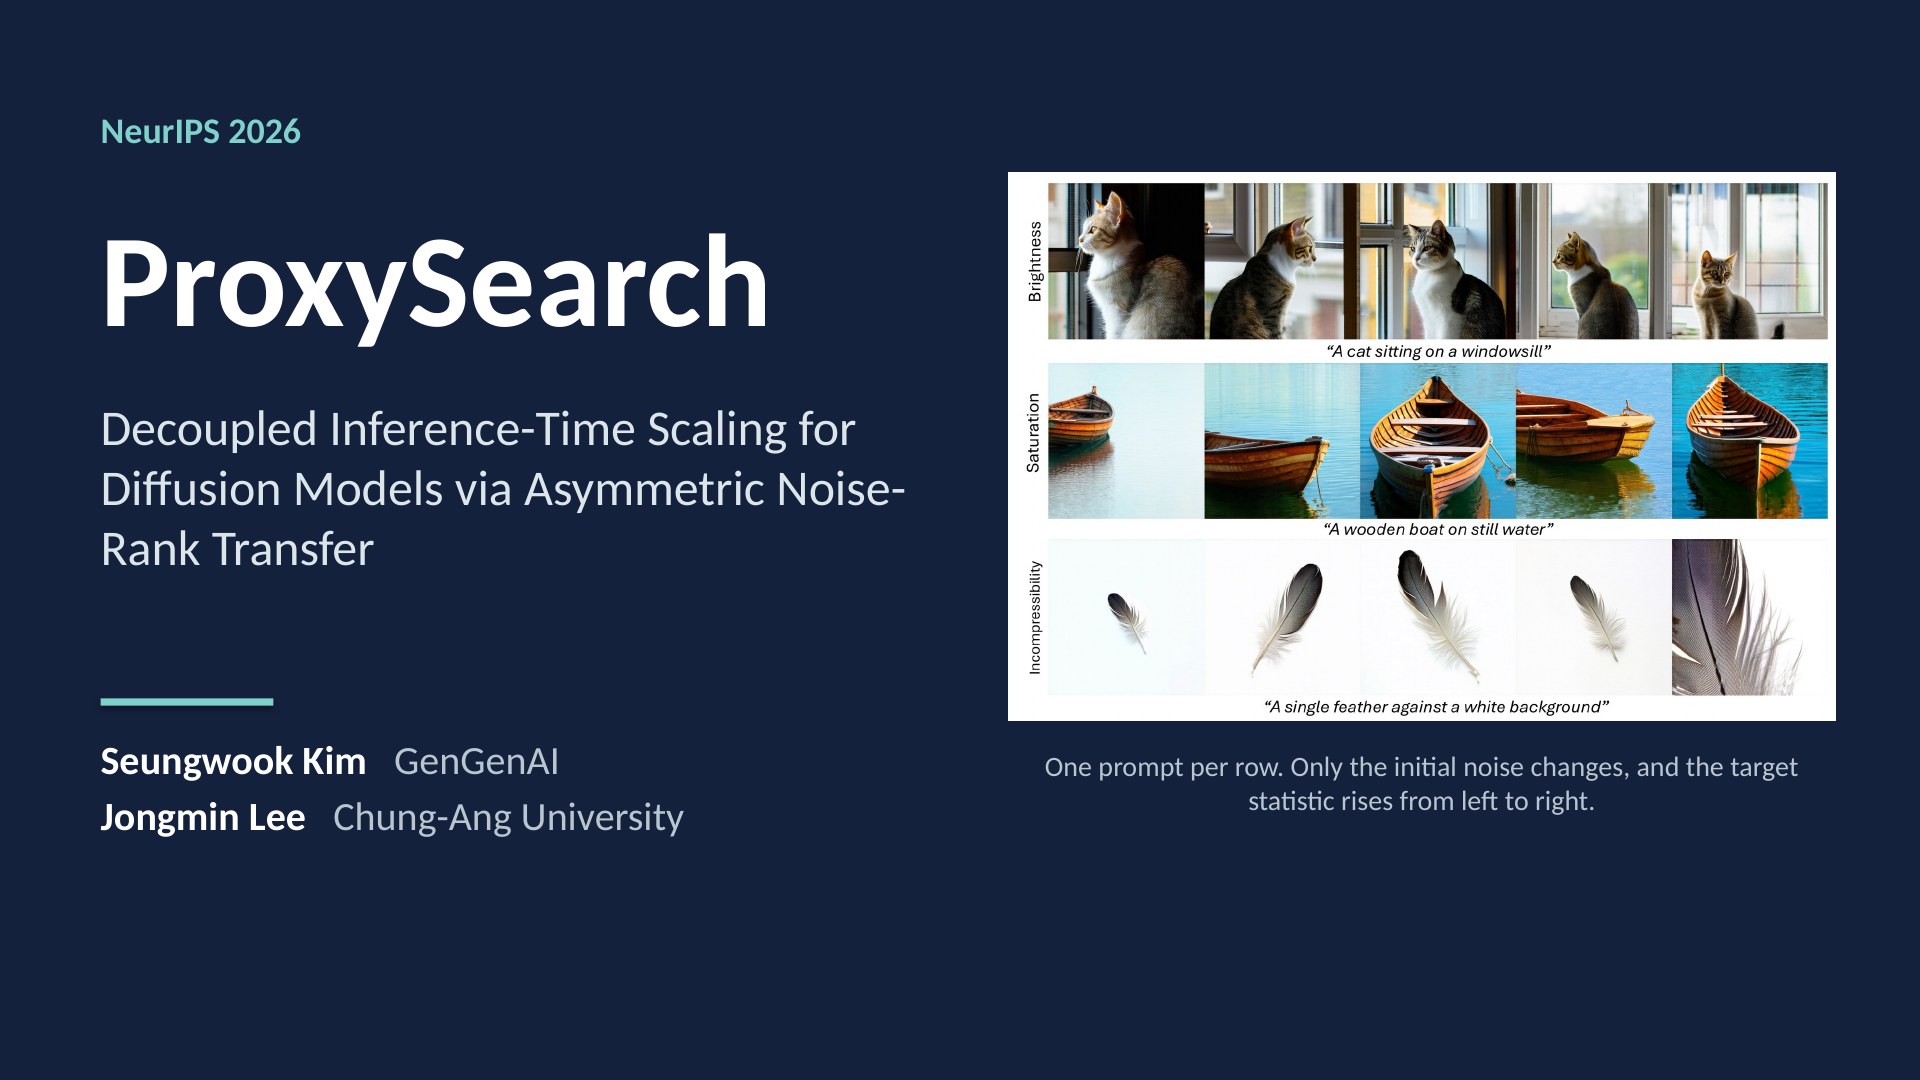 NeurIPS 2026
ProxySearch
Decoupled Inference-Time Scaling for
Diffusion Models via Asymmetric Noise-
Rank Transfer
Seungwook Kim GenGenAI
Jongmin Lee Chung-Ang University
Brightness
“A cat sitting on a windowsill”
Saturation
“A wooden boat on still water”
Incompressibility
“A single feather against a white background”
One prompt per row. Only the initial noise changes, and the target
statistic rises from left to right.